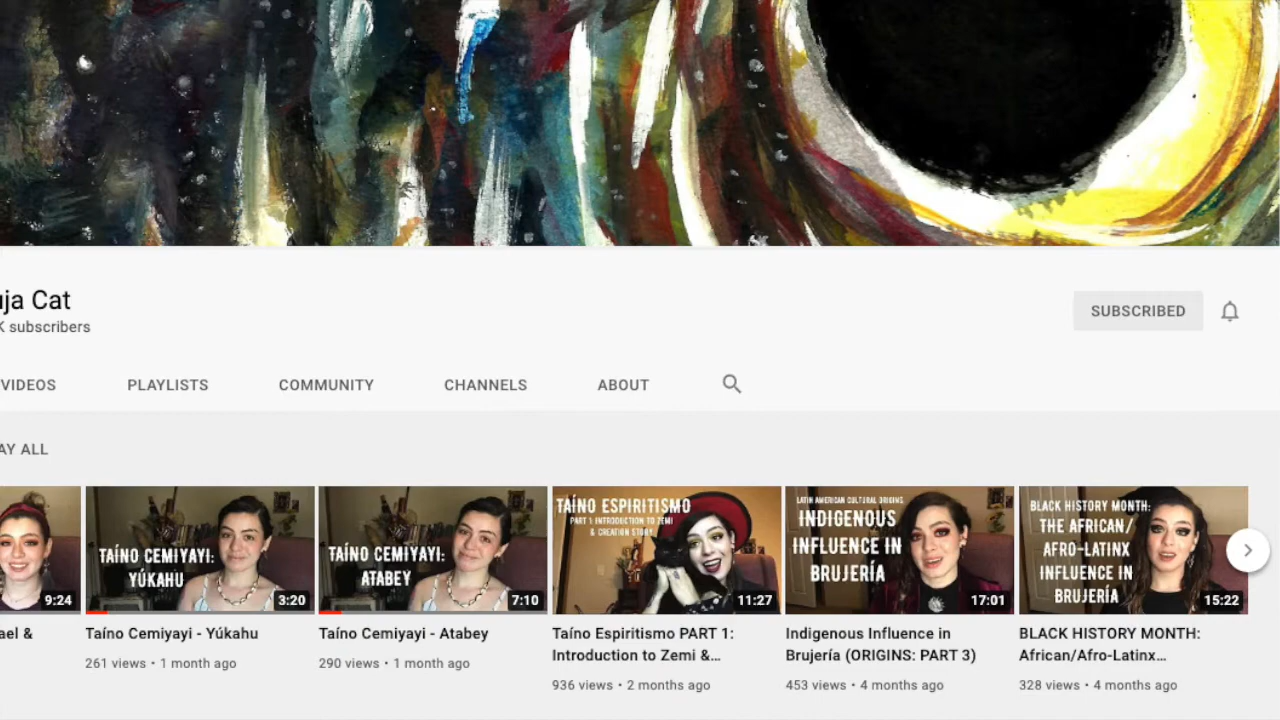 uja Cat
K subscribers
SUBSCRIBED
VIDEOS
PLAYLISTS
COMMUNITY
CHANNELS
ABOUT
AY ALL
9:24
TAÍNO CEMIYAYI:
YÚKAHU
3:20
TAÍNO CEMIYAYI:
ATABEY
7:10
TAÍNO ESPIRITISMO
PART 1: INTRODUCTION TO ZEMI
& CREATION STORY
11:27
LATIN AMERICAN CULTURAL ORIGINS
INDIGENOUS
INFLUENCE IN
BRUJERÍA
17:01
BLACK HISTORY MONTH:
THE AFRICAN/
AFRO-LATINX
INFLUENCE IN
BRUJERÍA
15:22
ael &
Taíno Cemiyayi - Yúkahu
261 views • 1 month ago
Taíno Cemiyayi - Atabey
290 views • 1 month ago
Taíno Espiritismo PART 1:
Introduction to Zemi &...
936 views • 2 months ago
Indigenous Influence in
Brujería (ORIGINS: PART 3)
453 views • 4 months ago
BLACK HISTORY MONTH:
African/Afro-Latinx...
328 views • 4 months ago